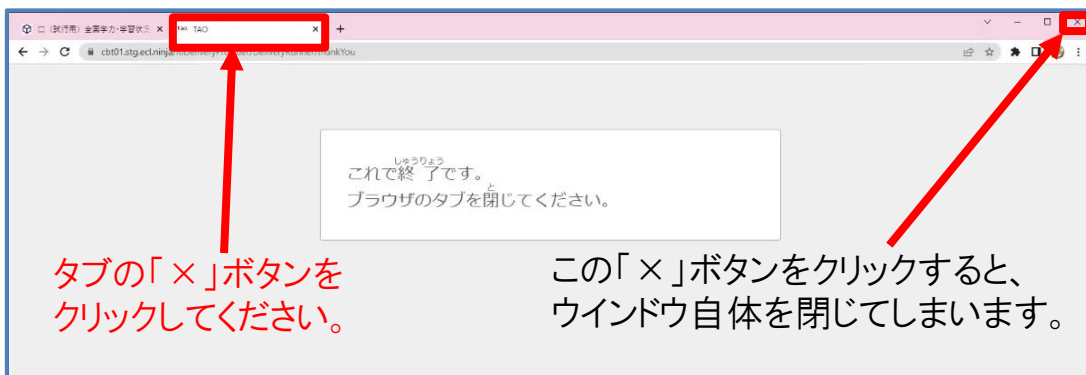 (試行用) 全国学力・学習状況 × TAO × +
cbt01.stg.ecl.ninja
しゅうりょう
これで終了です。
と
ブラウザのタブを閉じてください。
タブの「×」ボタンを
クリックしてください。
この「×」ボタンをクリックすると、
ウインドウ自体を閉じてしまいます。